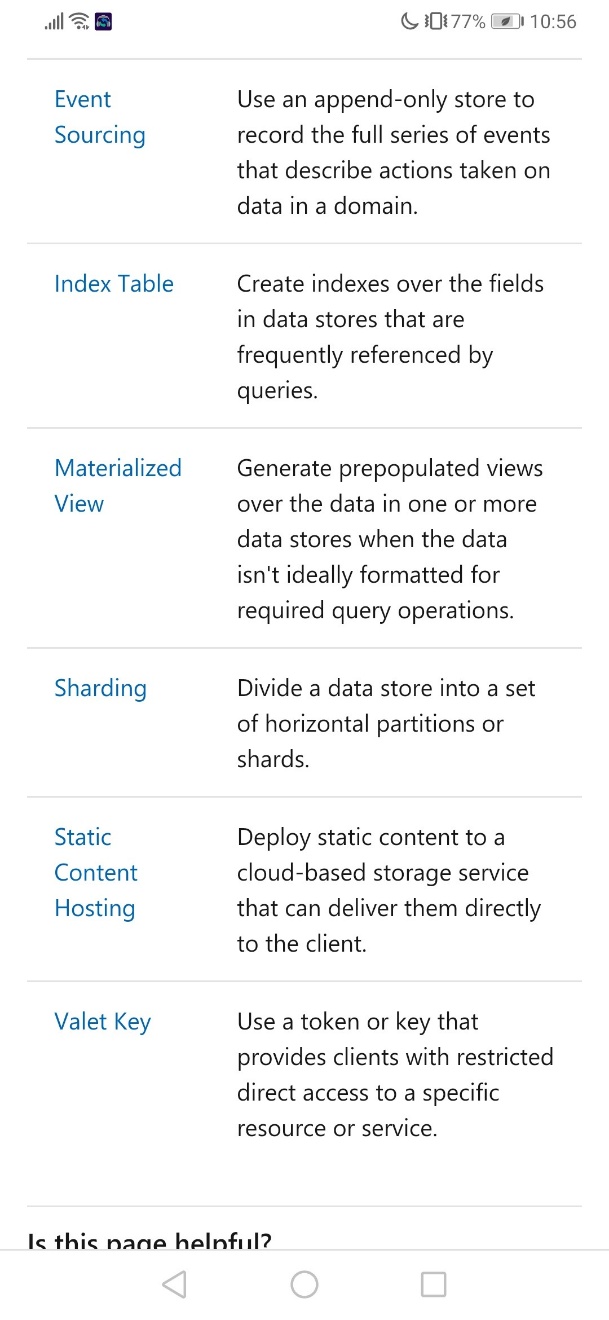 77% 10:56
Event
Sourcing
Use an append-only store to
record the full series of events
that describe actions taken on
data in a domain.
Index Table
Create indexes over the fields
in data stores that are
frequently referenced by
queries.
Materialized
View
Generate prepopulated views
over the data in one or more
data stores when the data
isn't ideally formatted for
required query operations.
Sharding
Divide a data store into a set
of horizontal partitions or
shards.
Static
Content
Hosting
Deploy static content to a
cloud-based storage service
that can deliver them directly
to the client.
Valet Key
Use a token or key that
provides clients with restricted
direct access to a specific
resource or service.
Is this page helpful?